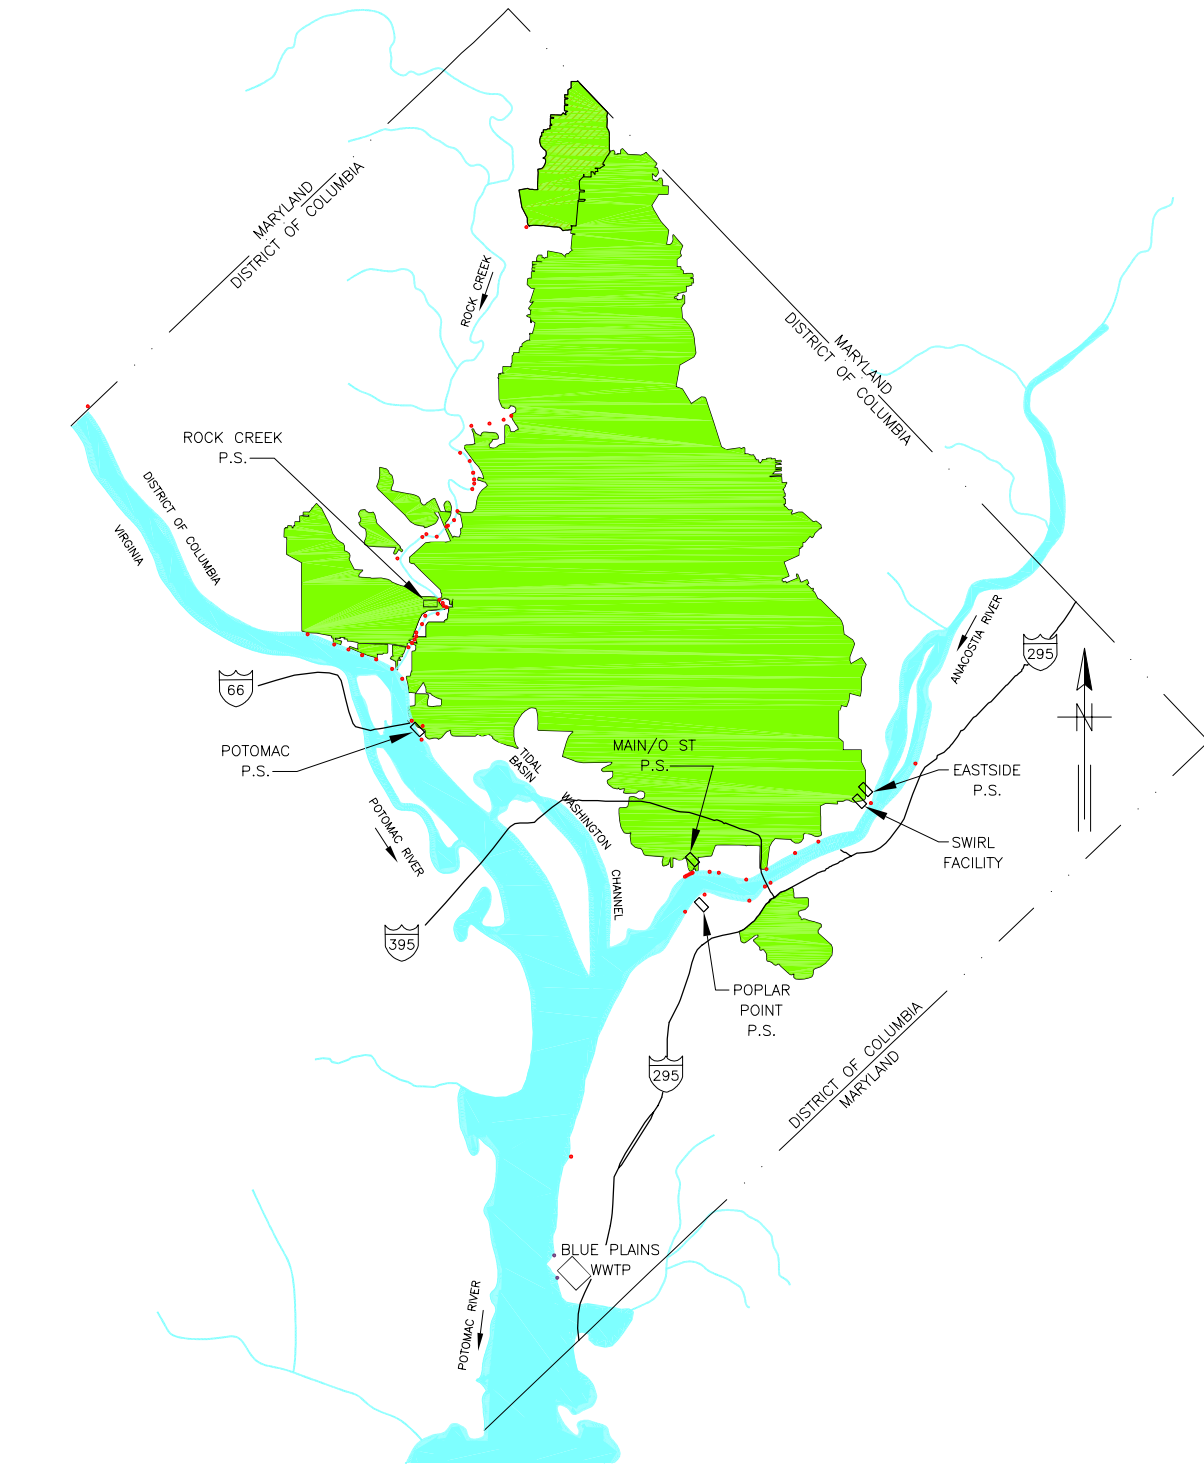 MARYLAND
DISTRICT OF COLUMBIA
ROCK CREEK
MARYLAND
DISTRICT OF COLUMBIA
ROCK CREEK
P.S.
DISTRICT OF COLUMBIA
VIRGINIA
ANACOSTIA RIVER
295
N
66
POTOMAC
P.S.
TIDAL
BASIN
MAIN/O ST
P.S.
EASTSIDE
P.S.
WASHINGTON
CHANNEL
POTOMAC RIVER
SWIRL
FACILITY
395
POPLAR
POINT
P.S.
295
DISTRICT OF COLUMBIA
MARYLAND
BLUE PLAINS
WWTP
POTOMAC RIVER